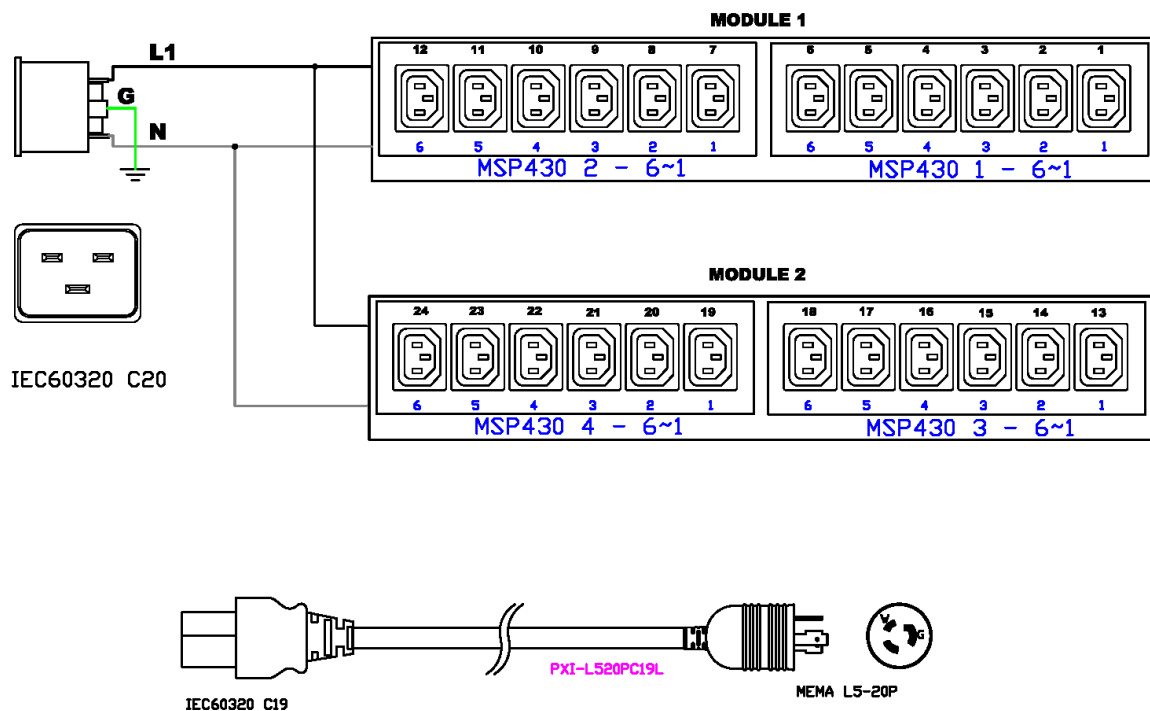 MODULE 1
L1
G
N
12 11 10 9 8 7 6 5 4 3 2 1
6 5 4 3 2 1 6 5 4 3 2 1
MSP430 2 - 6~1 MSP430 1 - 6~1
MODULE 2
24 23 22 21 20 19 18 17 16 15 14 13
6 5 4 3 2 1 6 5 4 3 2 1
MSP430 4 - 6~1 MSP430 3 - 6~1
IEC60320 C20
PXI-L520PC19L
W
G
IEC60320 C19
MEMA L5-20P